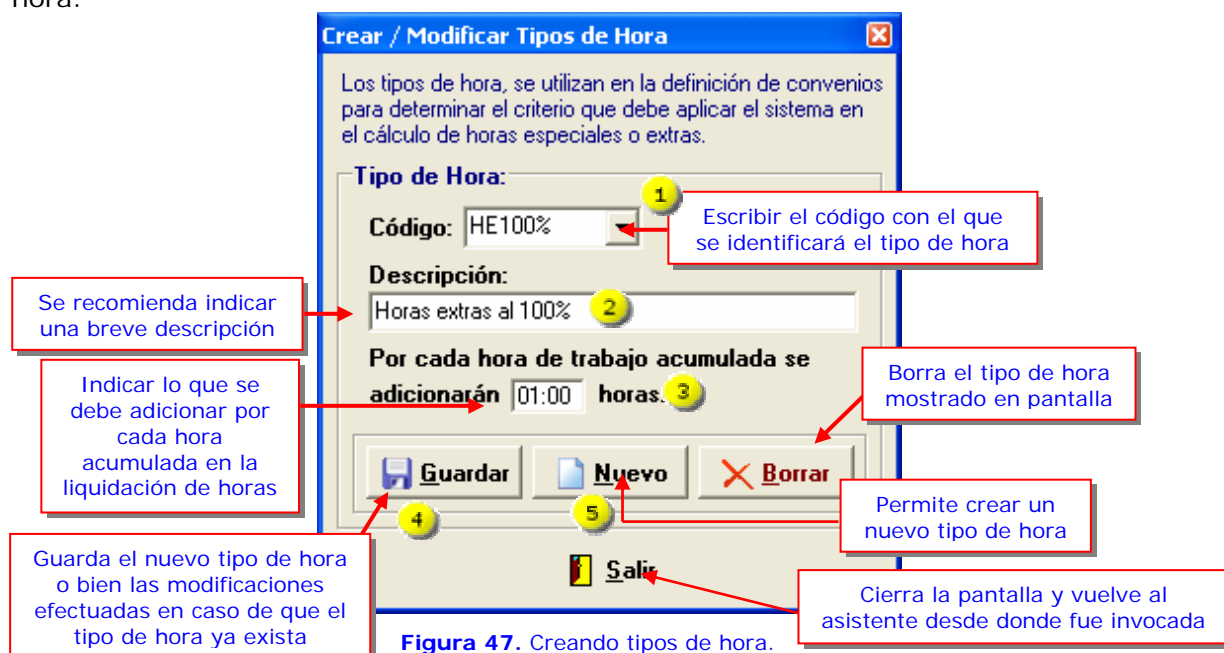 hora.
Crear / Modificar Tipos de Hora
Los tipos de hora, se utilizan en la definición de convenios
para determinar el criterio que debe aplicar el sistema en
el cálculo de horas especiales o extras.
Tipo de Hora:
1
Código: HE100%
Escribir el código con el que
se identificará el tipo de hora
Descripción:
Horas extras al 100% 2
Se recomienda indicar
una breve descripción
Por cada hora de trabajo acumulada se
adicionarán 01:00 horas. 3
Indicar lo que se
debe adicionar por
cada hora
acumulada en la
liquidación de horas
Borra el tipo de hora
mostrado en pantalla
Guardar Nuevo Borrar
4 5
Permite crear un
nuevo tipo de hora
Guarda el nuevo tipo de hora
o bien las modificaciones
efectuadas en caso de que el
tipo de hora ya exista
Salir
Cierra la pantalla y vuelve al
asistente desde donde fue invocada
Figura 47. Creando tipos de hora.